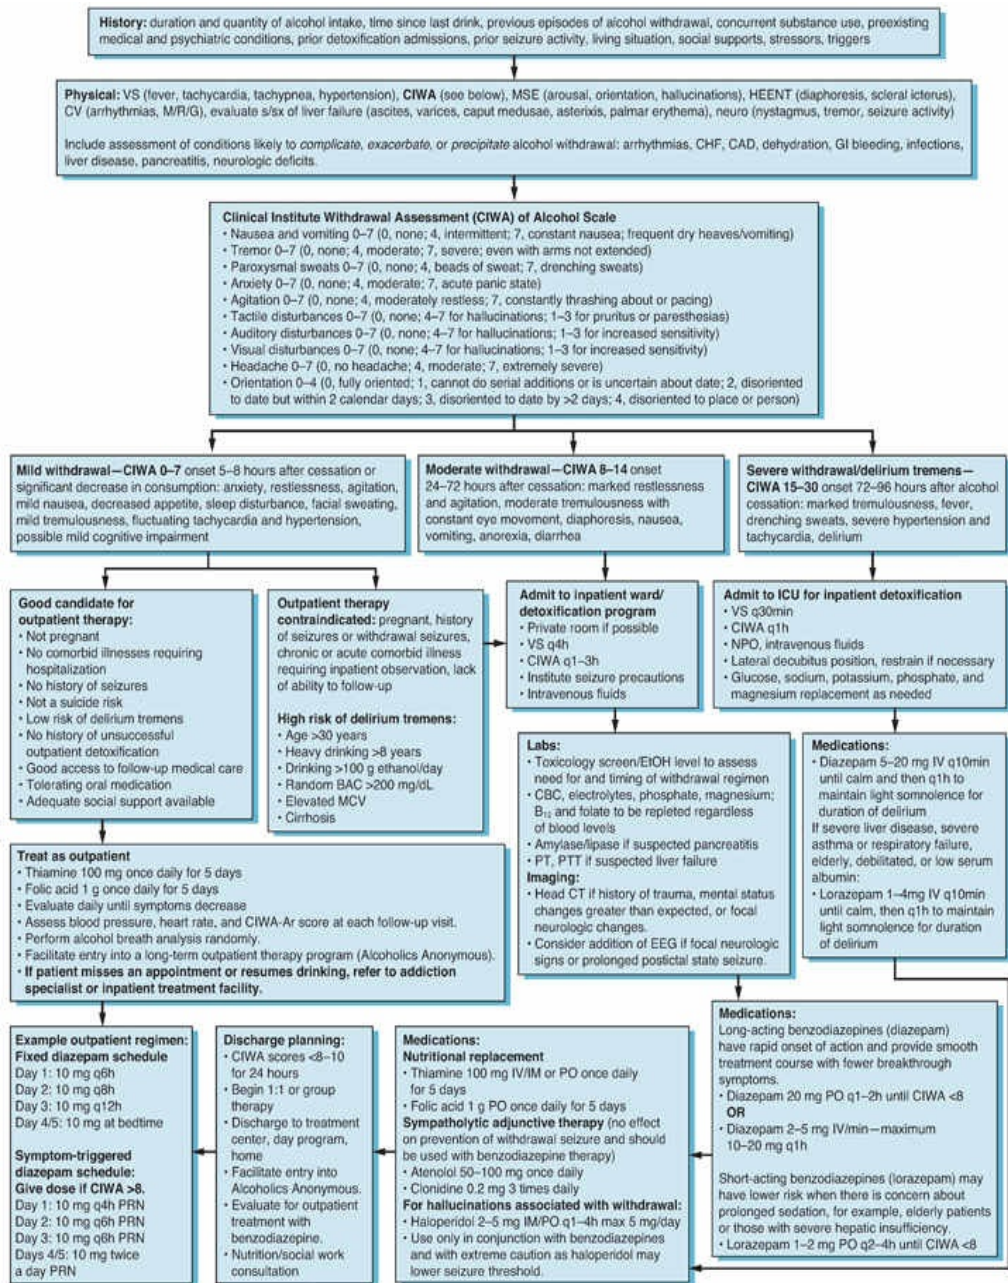 History: duration and quantity of alcohol intake, time since last drink, previous episodes of alcohol withdrawal, concurrent substance use, preexisting
medical and psychiatric conditions, prior detoxification admissions, prior seizure activity, living situation, social supports, stressors, triggers
Physical: VS (fever, tachycardia, tachypnea, hypertension), CIWA (see below), MSE (arousal, orientation, hallucinations), HEENT (diaphoresis, scleral icterus),
CV (arrhythmias, M/R/G), evaluate s/sx of liver failure (ascites, varices, caput medusae, asterixis, palmar erythema), neuro (nystagmus, tremor, seizure activity)
Include assessment of conditions likely to complicate, exacerbate, or precipitate alcohol withdrawal: arrhythmias, CHF, CAD, dehydration, GI bleeding, infections,
liver disease, pancreatitis, neurologic deficits.
Clinical Institute Withdrawal Assessment (CIWA) of Alcohol Scale
• Nausea and vomiting 0–7 (0, none; 4, intermittent; 7, constant nausea; frequent dry heaves/vomiting)
• Tremor 0–7 (0, none; 4, moderate; 7, severe; even with arms not extended)
• Paroxysmal sweats 0–7 (0, none; 4, beads of sweat; 7, drenching sweats)
• Anxiety 0–7 (0, none; 4, moderate; 7, acute panic state)
• Agitation 0–7 (0, none; 4, moderately restless; 7, constantly thrashing about or pacing)
• Tactile disturbances 0–7 (0, none; 4–7 for hallucinations; 1–3 for pruritus or paresthesias)
• Auditory disturbances 0–7 (0, none; 4–7 for hallucinations; 1–3 for increased sensitivity)
• Visual disturbances 0–7 (0, none; 4–7 for hallucinations; 1–3 for increased sensitivity)
• Headache 0–7 (0, no headache; 4, moderate; 7, extremely severe)
• Orientation 0–4 (0, fully oriented; 1, cannot do serial additions or is uncertain about date; 2, disoriented
to date but within 2 calendar days; 3, disoriented to date by >2 days; 4, disoriented to place or person)
Mild withdrawal—CIWA 0–7 onset 5–8 hours after cessation or
significant decrease in consumption: anxiety, restlessness, agitation,
mild nausea, decreased appetite, sleep disturbance, facial sweating,
mild tremulousness, fluctuating tachycardia and hypertension,
possible mild cognitive impairment
Moderate withdrawal—CIWA 8–14 onset
24–72 hours after cessation: marked restlessness
and agitation, moderate tremulousness with
constant eye movement, diaphoresis, nausea,
vomiting, anorexia, diarrhea
Severe withdrawal/delirium tremens—
CIWA 15–30 onset 72–96 hours after alcohol
cessation: marked tremulousness, fever,
drenching sweats, severe hypertension and
tachycardia, delirium
Good candidate for
outpatient therapy:
• Not pregnant
• No comorbid illnesses requiring
hospitalization
• No history of seizures
• Not a suicide risk
• Low risk of delirium tremens
• No history of unsuccessful
outpatient detoxification
• Good access to follow-up medical care
• Tolerating oral medication
• Adequate social support available
Outpatient therapy
contraindicated: pregnant, history
of seizures or withdrawal seizures,
chronic or acute comorbid illness
requiring inpatient observation, lack
of ability to follow-up
High risk of delirium tremens:
• Age >30 years
• Heavy drinking >8 years
• Drinking >100 g ethanol/day
• Random BAC >200 mg/dL
• Elevated MCV
• Cirrhosis
Admit to inpatient ward/
detoxification program
• Private room if possible
• VS q4h
• CIWA q1–3h
• Institute seizure precautions
• Intravenous fluids
Admit to ICU for inpatient detoxification
• VS q30min
• CIWA q1h
• NPO, intravenous fluids
• Lateral decubitus position, restrain if necessary
• Glucose, sodium, potassium, phosphate, and
magnesium replacement as needed
Labs:
• Toxicology screen/EtOH level to assess
need for and timing of withdrawal regimen
• CBC, electrolytes, phosphate, magnesium;
B12 and folate to be repleted regardless
of blood levels
• Amylase/lipase if suspected pancreatitis
• PT, PTT if suspected liver failure
Imaging:
• Head CT if history of trauma, mental status
changes greater than expected, or focal
neurologic changes.
• Consider addition of EEG if focal neurologic
signs or prolonged postictal state seizure.
Medications:
• Diazepam 5–20 mg IV q10min
until calm and then q1h to
maintain light somnolence for
duration of delirium
If severe liver disease, severe
asthma or respiratory failure,
elderly, debilitated, or low serum
albumin:
• Lorazepam 1–4mg IV q10min
until calm, then q1h to maintain
light somnolence for duration
of delirium
Treat as outpatient
• Thiamine 100 mg once daily for 5 days
• Folic acid 1 g once daily for 5 days
• Evaluate daily until symptoms decrease
• Assess blood pressure, heart rate, and CIWA-Ar score at each follow-up visit.
• Perform alcohol breath analysis randomly.
• Facilitate entry into a long-term outpatient therapy program (Alcoholics Anonymous).
• If patient misses an appointment or resumes drinking, refer to addiction
specialist or inpatient treatment facility.
Example outpatient regimen:
Fixed diazepam schedule
Day 1: 10 mg q6h
Day 2: 10 mg q8h
Day 3: 10 mg q12h
Day 4/5: 10 mg at bedtime
Symptom-triggered
diazepam schedule:
Give dose if CIWA >8.
Day 1: 10 mg q4h PRN
Day 2: 10 mg q6h PRN
Day 3: 10 mg q6h PRN
Days 4/5: 10 mg twice
a day PRN
Discharge planning:
• CIWA scores <8–10
for 24 hours
• Begin 1:1 or group
therapy
• Discharge to treatment
center, day program,
home
• Facilitate entry into
Alcoholics Anonymous.
• Evaluate for outpatient
treatment with
benzodiazepine.
• Nutrition/social work
consultation
Medications:
Nutritional replacement
• Thiamine 100 mg IV/IM or PO once daily
for 5 days
• Folic acid 1 g PO once daily for 5 days
Sympatholytic adjunctive therapy (no effect
on prevention of withdrawal seizure and should
be used with benzodiazepine therapy)
• Atenolol 50–100 mg once daily
• Clonidine 0.2 mg 3 times daily
For hallucinations associated with withdrawal:
• Haloperidol 2–5 mg IM/PO q1–4h max 5 mg/day
• Use only in conjunction with benzodiazepines
and with extreme caution as haloperidol may
lower seizure threshold.
Medications:
Long-acting benzodiazepines (diazepam)
have rapid onset of action and provide smooth
treatment course with fewer breakthrough
symptoms.
• Diazepam 20 mg PO q1–2h until CIWA <8
OR
• Diazepam 2–5 mg IV/min—maximum
10–20 mg q1h
Short-acting benzodiazepines (lorazepam) may
have lower risk when there is concern about
prolonged sedation, for example, elderly patients
or those with severe hepatic insufficiency.
• Lorazepam 1–2 mg PO q2–4h until CIWA <8